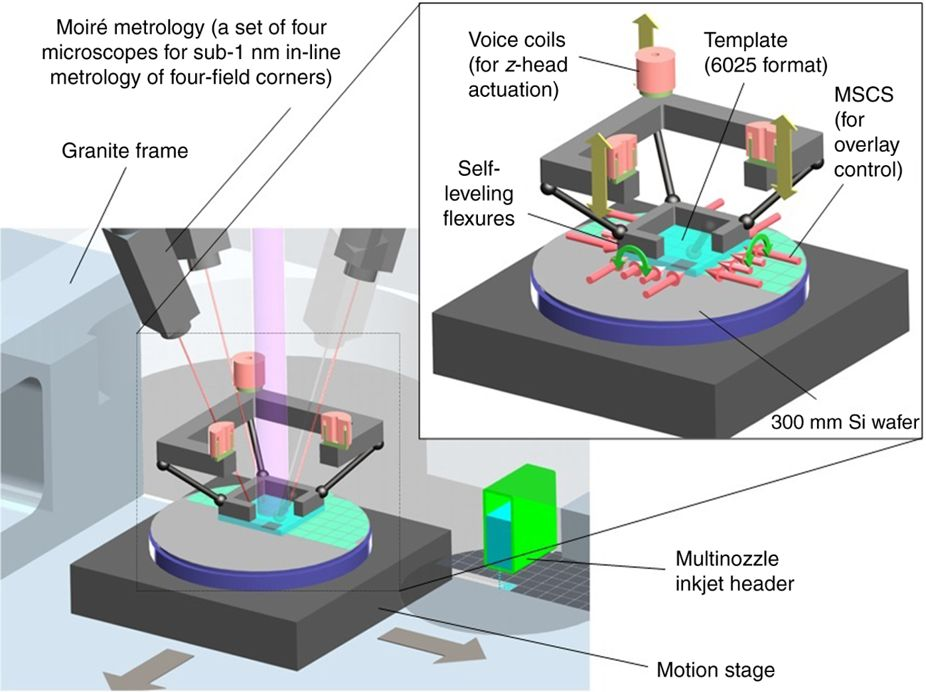 Moiré metrology (a set of four
microscopes for sub-1 nm in-line
metrology of four-field corners)
Granite frame
Voice coils
(for z-head
actuation)
Template
(6025 format)
MSCS
(for
overlay
control)
Self-
leveling
flexures
300 mm Si wafer
Multinozzle
inkjet header
Motion stage